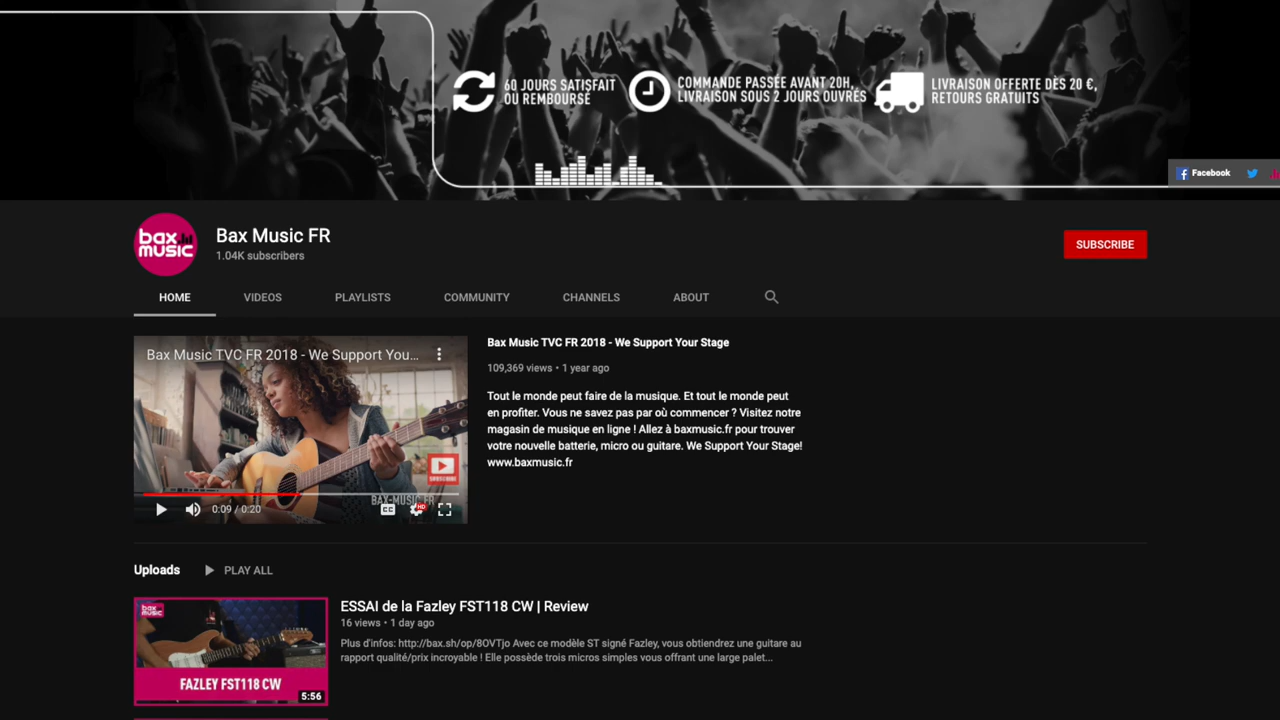 60 JOURS SATISFAIT
OU REMBOURSÉ
COMMANDE PASSÉE AVANT 20H,
LIVRAISON SOUS 2 JOURS OUVRÉS
LIVRAISON OFFERTE DÈS 20 €,
RETOURS GRATUITS
Facebook
bax
MUSIC
Bax Music FR
1.04K subscribers
SUBSCRIBE
HOME
VIDEOS
PLAYLISTS
COMMUNITY
CHANNELS
ABOUT
Bax Music TVC FR 2018 - We Support You...
SUBSCRIBE
BAX-MUSIC FR
0:09 / 0:20
CC
HD
Bax Music TVC FR 2018 - We Support Your Stage
109,369 views • 1 year ago
Tout le monde peut faire de la musique. Et tout le monde peut
en profiter. Vous ne savez pas par où commencer ? Visitez notre
magasin de musique en ligne ! Allez à baxmusic.fr pour trouver
votre nouvelle batterie, micro ou guitare. We Support Your Stage!
www.baxmusic.fr
Uploads
PLAY ALL
bax
MUSIC
FAZLEY FST118 CW
5:56
ESSAI de la Fazley FST118 CW | Review
16 views • 1 day ago
Plus d'infos: http://bax.sh/op/8OVTjo Avec ce modèle ST signé Fazley, vous obtiendrez une guitare au
rapport qualité/prix incroyable ! Elle possède trois micros simples vous offrant une large palet...